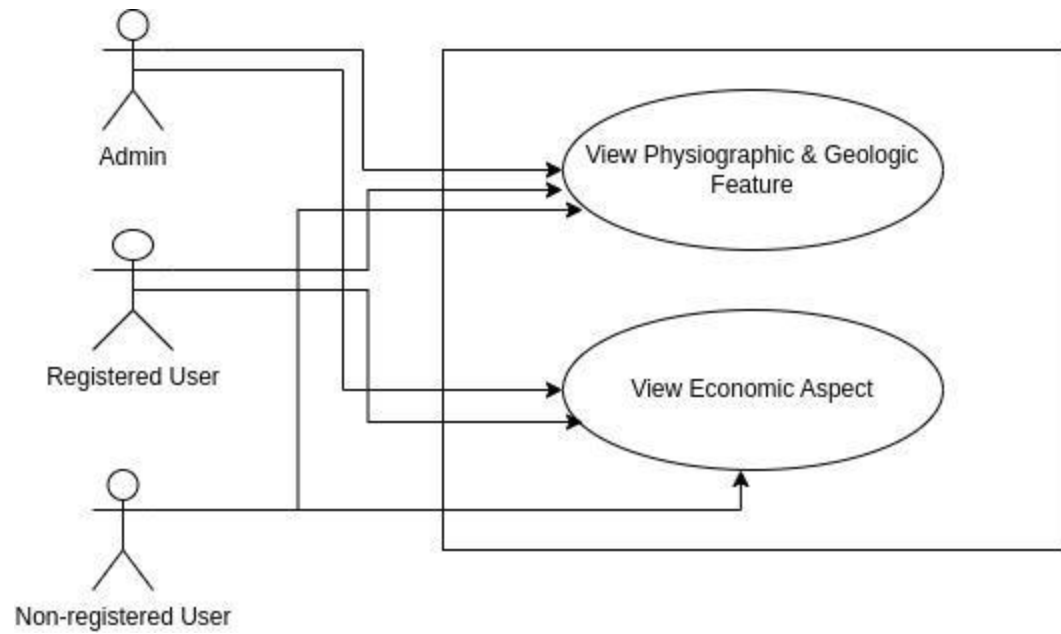 Admin
View Physiographic & Geologic
Feature
Registered User
View Economic Aspect
Non-registered User